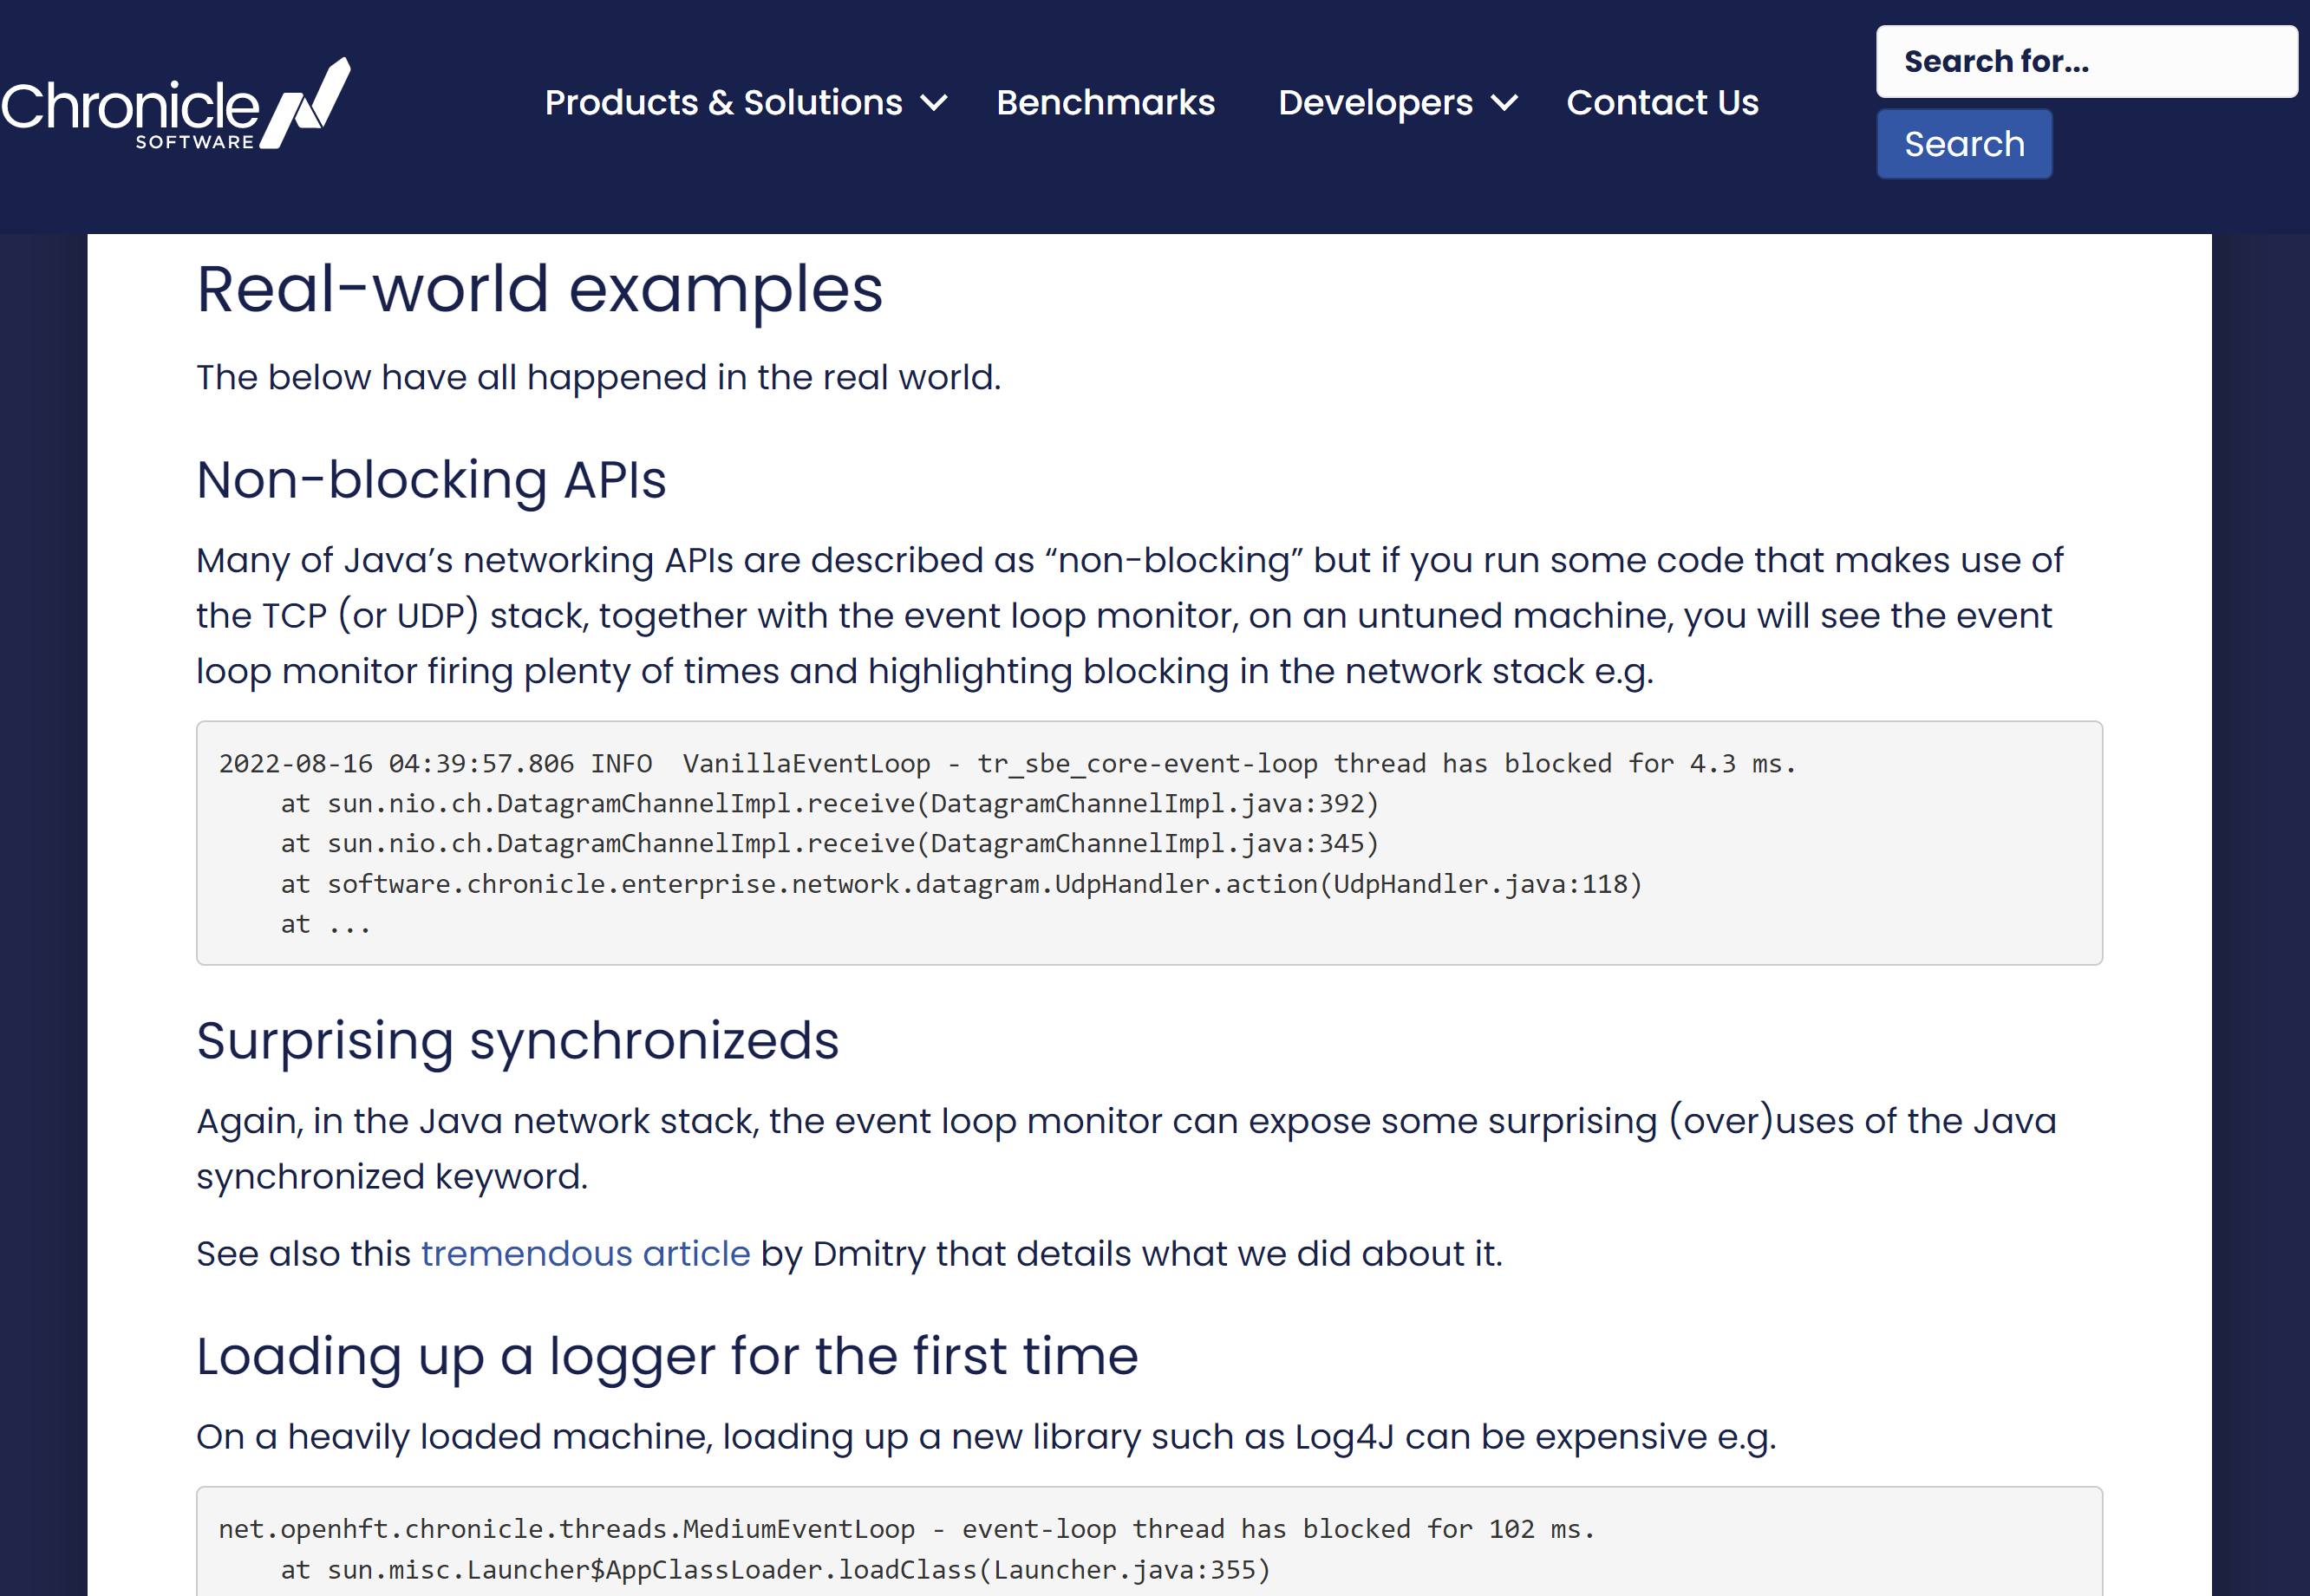 Chronicle
SOFTWARE
Products & Solutions
Benchmarks
Developers
Contact Us
Search for...
Search
Real-world examples
The below have all happened in the real world.
Non-blocking APIs
Many of Java’s networking APIs are described as “non-blocking” but if you run some code that makes use of
the TCP (or UDP) stack, together with the event loop monitor, on an untuned machine, you will see the event
loop monitor firing plenty of times and highlighting blocking in the network stack e.g.
2022-08-16 04:39:57.806 INFO  VanillaEventLoop - tr_sbe_core-event-loop thread has blocked for 4.3 ms.
    at sun.nio.ch.DatagramChannelImpl.receive(DatagramChannelImpl.java:392)
    at sun.nio.ch.DatagramChannelImpl.receive(DatagramChannelImpl.java:345)
    at software.chronicle.enterprise.network.datagram.UdpHandler.action(UdpHandler.java:118)
    at ...
Surprising synchronizeds
Again, in the Java network stack, the event loop monitor can expose some surprising (over)uses of the Java
synchronized keyword.
See also this tremendous article by Dmitry that details what we did about it.
Loading up a logger for the first time
On a heavily loaded machine, loading up a new library such as Log4J can be expensive e.g.
net.openhft.chronicle.threads.MediumEventLoop - event-loop thread has blocked for 102 ms.
    at sun.misc.Launcher$AppClassLoader.loadClass(Launcher.java:355)